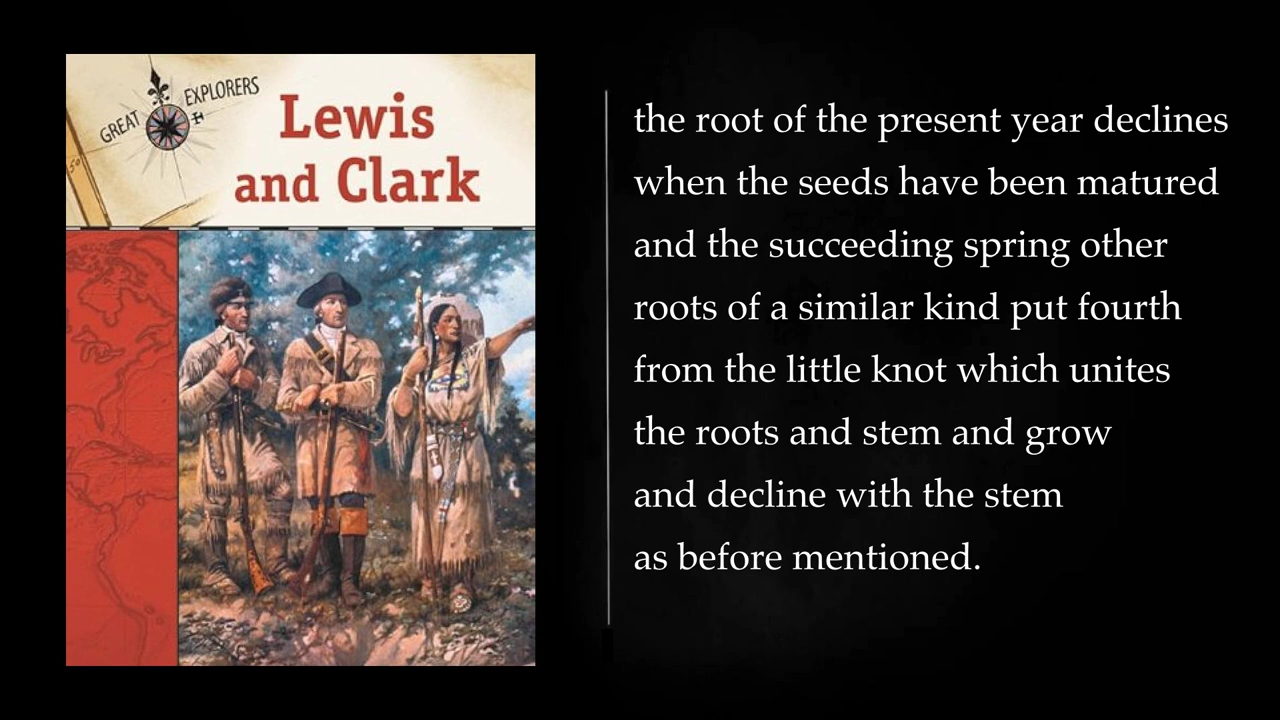 GREAT EXPLORERS
Lewis
and Clark
50
the root of the present year declines
when the seeds have been matured
and the succeeding spring other
roots of a similar kind put fourth
from the little knot which unites
the roots and stem and grow
and decline with the stem
as before mentioned.